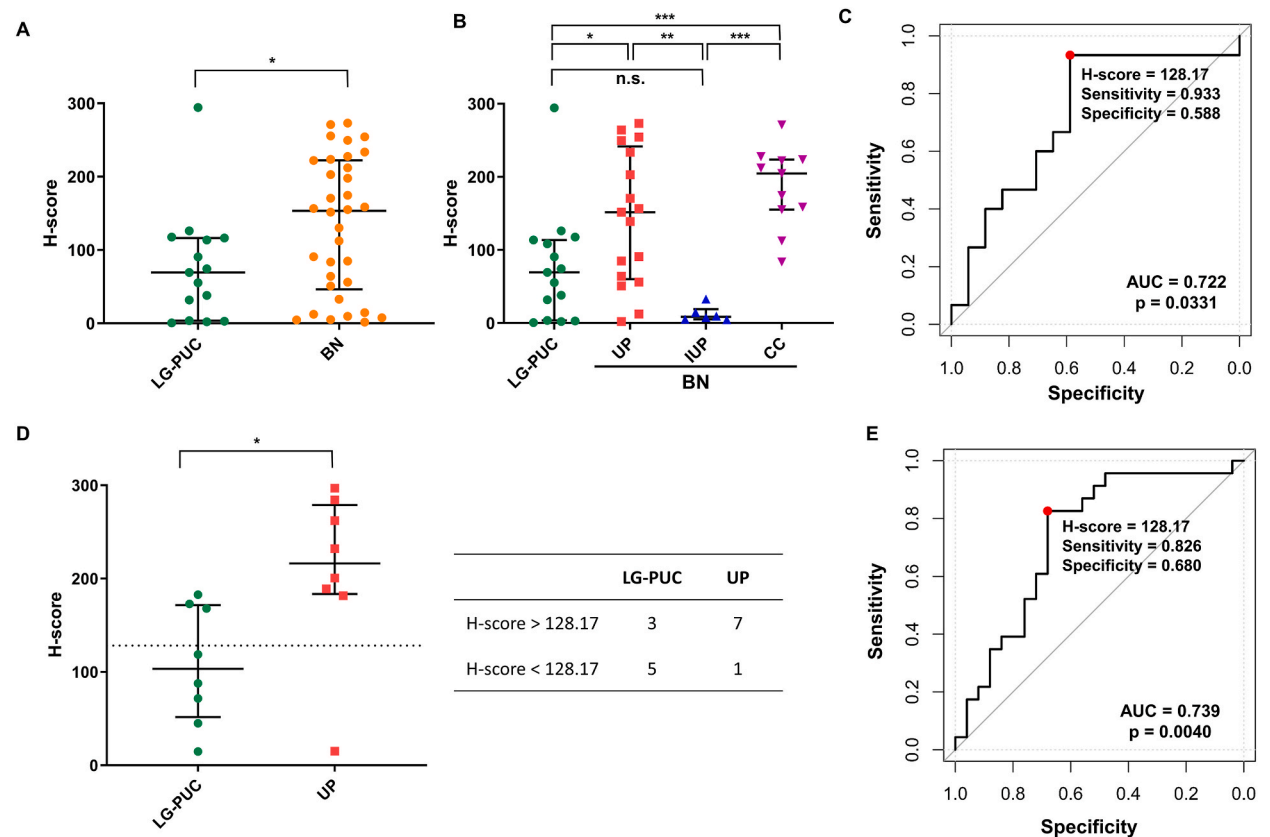 A
*
H-score
300
200
100
0
LG-PUC
BN
B
***
* ** ***
n.s.
H-score
300
200
100
0
LG-PUC
UP
IUP
CC
BN
C
Sensitivity
1.0
0.8
0.6
0.4
0.2
0.0
H-score = 128.17
Sensitivity = 0.933
Specificity = 0.588
AUC = 0.722
p = 0.0331
1.0 0.8 0.6 0.4 0.2 0.0
Specificity
D
*
H-score
300
200
100
0
LG-PUC
UP
LG-PUC UP
H-score > 128.17 3 7
H-score < 128.17 5 1
E
Sensitivity
1.0
0.8
0.6
0.4
0.2
0.0
H-score = 128.17
Sensitivity = 0.826
Specificity = 0.680
AUC = 0.739
p = 0.0040
1.0 0.8 0.6 0.4 0.2 0.0
Specificity